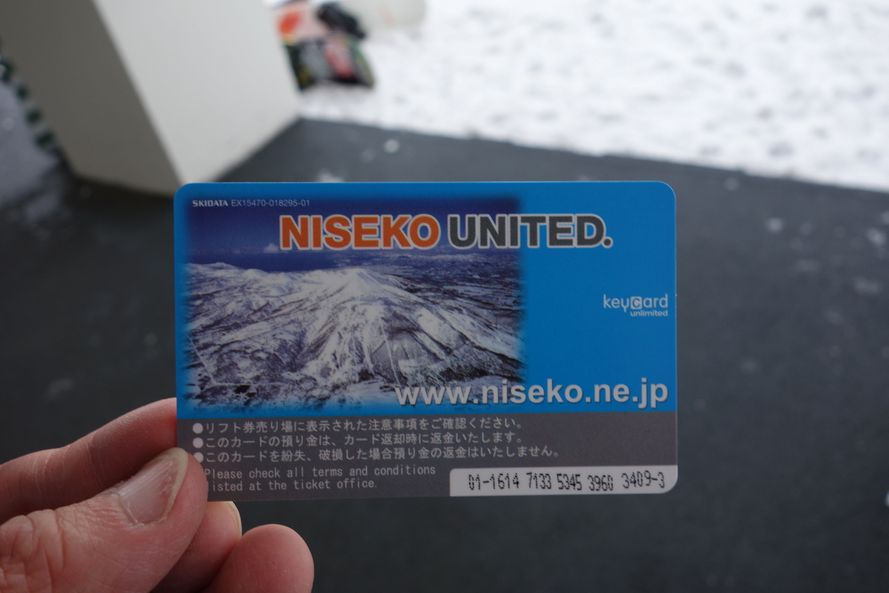 SKIDATA EX15470-018295-01
NISEKO UNITED.
keycard
unlimited
www.niseko.ne.jp
●リフト券売り場に表示された注意事項をご確認ください。
●このカードの預り金は、カード返却時に返金いたします。
●このカードを紛失、破損した場合預り金の返金はいたしません。
Please check all terms and conditions
listed at the ticket office.
01-1614 7133 5345 3960 3409-3